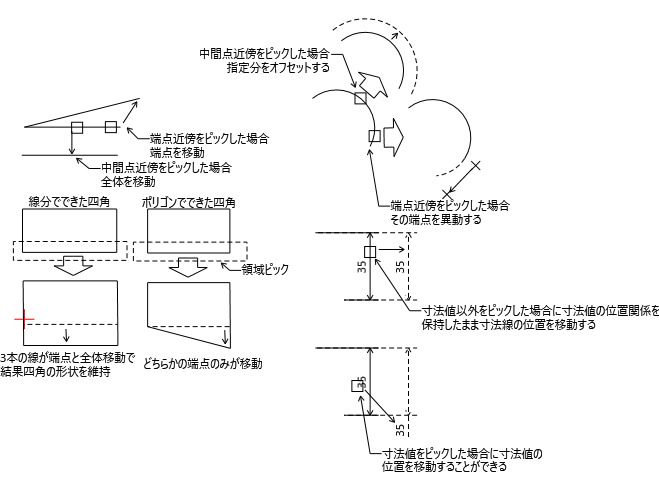 中間点近傍をピックした場合
指定分をオフセットする
端点近傍をピックした場合
端点を移動
中間点近傍をピックした場合
全体を移動
線分でできた四角
ポリゴンでできた四角
領域ピック
3本の線が端点と全体移動で
結果四角の形状を維持
どちらかの端点のみが移動
端点近傍をピックした場合
その端点を異動する
35
35
寸法値以外をピックした場合に寸法値の位置関係を
保持したまま寸法線の位置を移動する
35
35
寸法値をピックした場合に寸法値の
位置を移動することができる